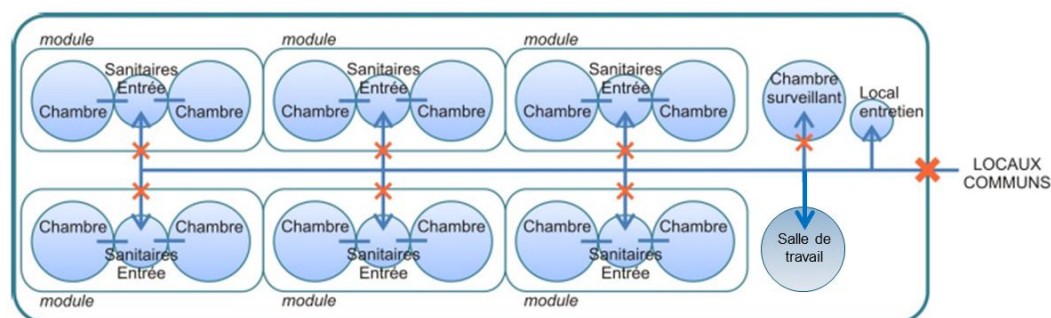 module
module
module
Sanitaires
Entrée
Chambre
Chambre
Sanitaires
Entrée
Chambre
Chambre
Sanitaires
Entrée
Chambre
Chambre
Chambre
surveillant
Local
entretien
LOCAUX
COMMUNS
Chambre
Chambre
Sanitaires
Entrée
Chambre
Chambre
Sanitaires
Entrée
Chambre
Chambre
Sanitaires
Entrée
Salle de
travail
module
module
module